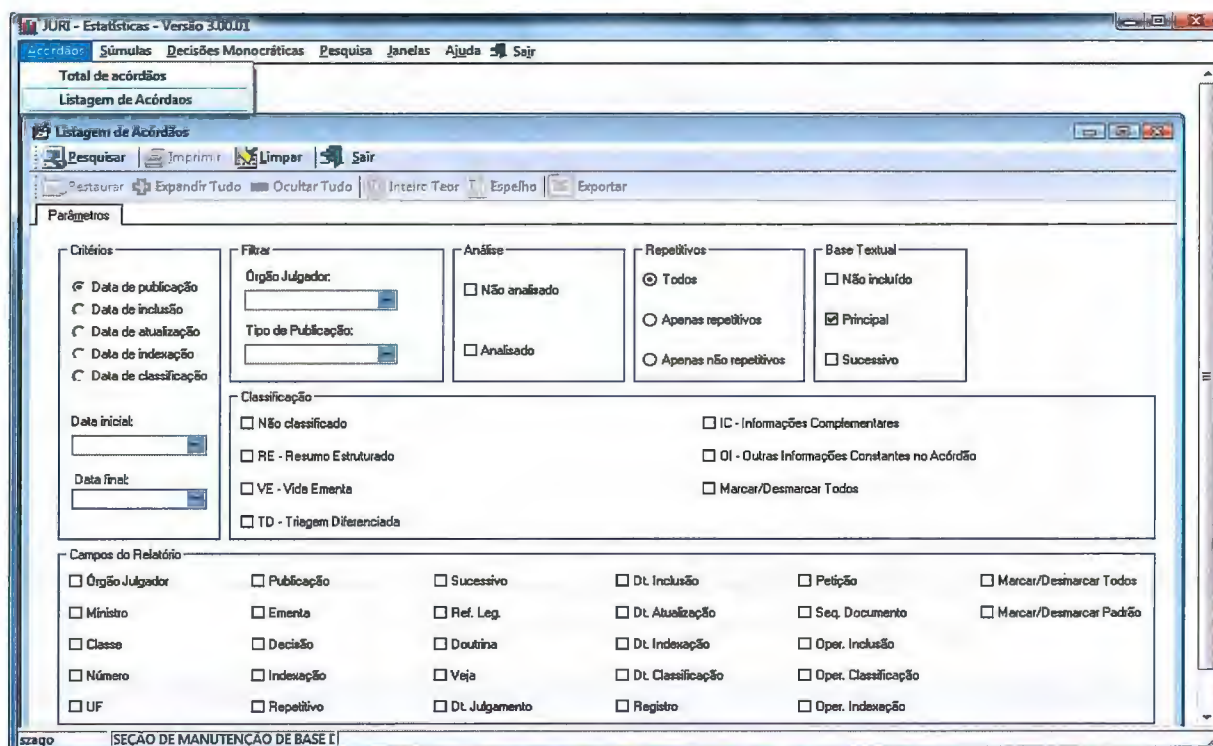 JURI - Estatísticas - Versão 3.00.01
Acórdãos Súmulas Decisões Monocráticas Pesquisa Janelas Ajuda Sair
Total de acórdãos
Listagem de Acórdaos
Listagem de Acórdãos
Pesquisar Imprimir Limpar Sair
Restaurar Expandir Tudo Ocultar Tudo Inteiro Teor Espelho Exportar
Parâmetros
Critérios
Data de publicação
Data de inclusão
Data de atualização
Data de indexação
Data de classificação
Data inicial:
Data final:
Filtrar
Órgão Julgador:
Tipo de Publicação:
Análise
Não analisado
Analisado
Repetitivos
Todos
Apenas repetitivos
Apenas não repetitivos
Base Textual
Não incluído
Principal
Sucessivo
Classificação
Não classificado
RE - Resumo Estruturado
VE - Vide Ementa
TD - Triagem Diferenciada
IC - Informações Complementares
OI - Outras Informações Constantes no Acórdão
Marcar/Desmarcar Todos
Campos do Relatório
Órgão Julgador Publicação Sucessivo Dt. Inclusão Petição Marcar/Desmarcar Todos
Ministro Ementa Ref. Leg. Dt. Atualização Seq. Documento Marcar/Desmarcar Padrão
Classe Decisão Doutrina Dt. Indexação Oper. Inclusão
Número Indexação Veja Dt. Classificação Oper. Classificação
UF Repetitivo Dt. Julgamento Registro Oper. Indexação
szago SEÇÃO DE MANUTENÇÃO DE BASE D